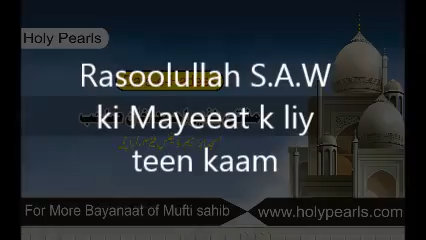 Holy Pearls
Rasoolullah S.A.W
ki Mayeeat k liy
teen kaam
For More Bayanaat of Mufti sahib
www.holypearls.com